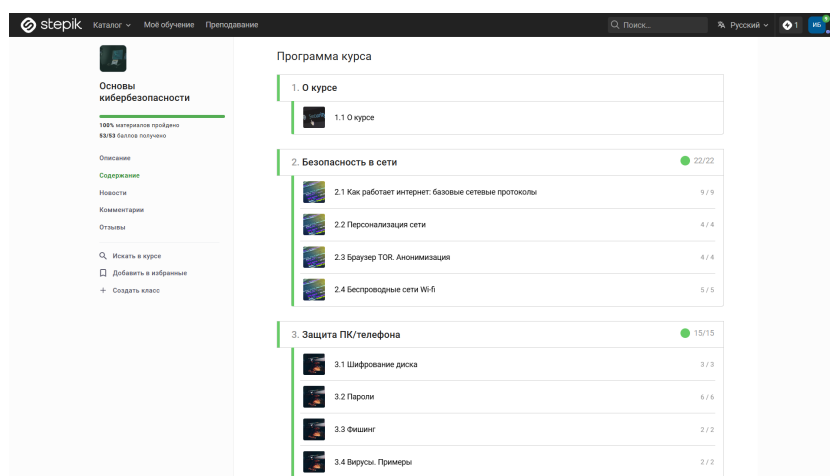 stepik Каталог Моё обучение Преподавание Поиск... Русский 1 ИБ
Основы
кибербезопасности
100% материалов пройдено
53/53 баллов получено
Описание
Содержание
Новости
Комментарии
Отзывы
Искать в курсе
Добавить в избранные
+ Создать класс
Программа курса
1. О курсе
1.1 О курсе
2. Безопасность в сети 22/22
2.1 Как работает интернет: базовые сетевые протоколы 9 / 9
2.2 Персонализация сети 4 / 4
2.3 Браузер TOR. Анонимизация 4 / 4
2.4 Беспроводные сети Wi-fi 5 / 5
3. Защита ПК/телефона 15/15
3.1 Шифрование диска 3 / 3
3.2 Пароли 6 / 6
3.3 Фишинг 2 / 2
3.4 Вирусы. Примеры 2 / 2